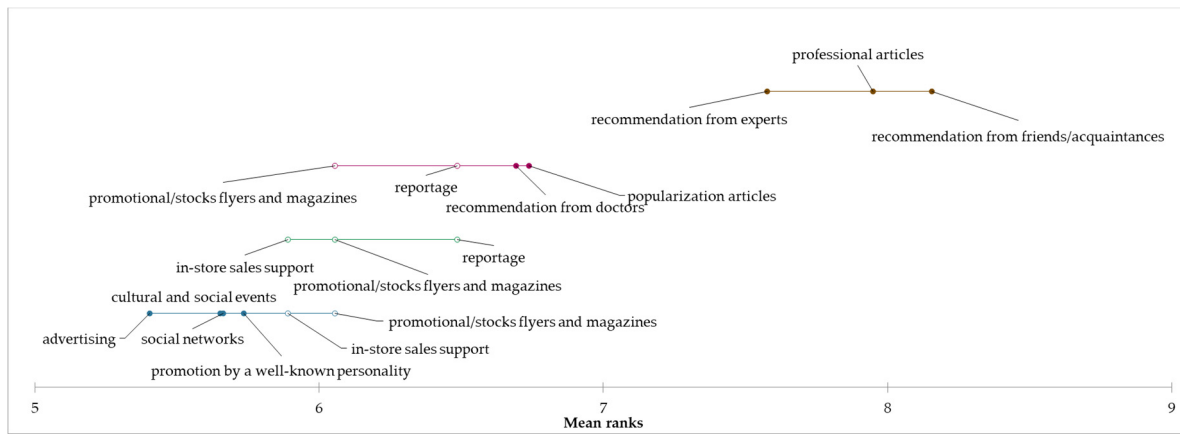 professional articles
recommendation from experts
recommendation from friends/acquaintances
promotional/stocks flyers and magazines
reportage
recommendation from doctors
popularization articles
in-store sales support
promotional/stocks flyers and magazines
reportage
cultural and social events
advertising
social networks
promotion by a well-known personality
in-store sales support
promotional/stocks flyers and magazines
5 6 7 8 9
Mean ranks